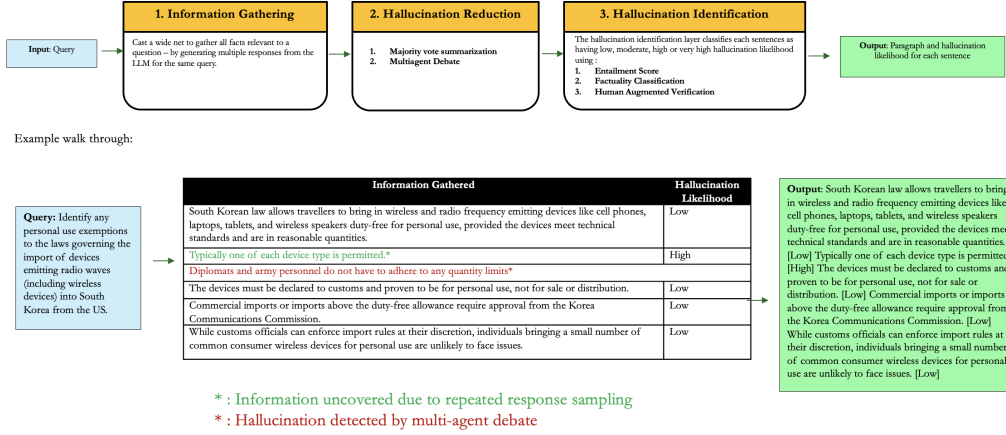 1. Information Gathering
2. Hallucination Reduction
3. Hallucination Identification
Input: Query
Cast a wide net to gather all facts relevant to a
question – by generating multiple responses from the
LLM for the same query.
1. Majority vote summarization
2. Multiagent Debate
The hallucination identification layer classifies each sentences as
having low, moderate, high or very high hallucination likelihood
using :
1. Entailment Score
2. Factuality Classification
3. Human Augmented Verification
Output: Paragraph and hallucination
likelihood for each sentence
Example walk through:
Query: Identify any
personal use exemptions
to the laws governing the
import of devices
emitting radio waves
(including wireless
devices) into South
Korea from the US.
Information Gathered
Hallucination
Likelihood
South Korean law allows travellers to bring in wireless and radio frequency emitting devices like cell phones,
laptops, tablets, and wireless speakers duty-free for personal use, provided the devices meet technical
standards and are in reasonable quantities.
Low
Typically one of each device type is permitted.*
High
Diplomats and army personnel do not have to adhere to any quantity limits*
The devices must be declared to customs and proven to be for personal use, not for sale or distribution.
Low
Commercial imports or imports above the duty-free allowance require approval from the Korea
Communications Commission.
Low
While customs officials can enforce import rules at their discretion, individuals bringing a small number of
common consumer wireless devices for personal use are unlikely to face issues.
Low
Output: South Korean law allows travellers to bring
in wireless and radio frequency emitting devices like
cell phones, laptops, tablets, and wireless speakers
duty-free for personal use, provided the devices meet
technical standards and are in reasonable quantities.
[Low] Typically one of each device type is permitted.
[High] The devices must be declared to customs and
proven to be for personal use, not for sale or
distribution. [Low] Commercial imports or imports
above the duty-free allowance require approval from
the Korea Communications Commission. [Low]
While customs officials can enforce import rules at
their discretion, individuals bringing a small number
of common consumer wireless devices for personal
use are unlikely to face issues. [Low]
* : Information uncovered due to repeated response sampling
* : Hallucination detected by multi-agent debate